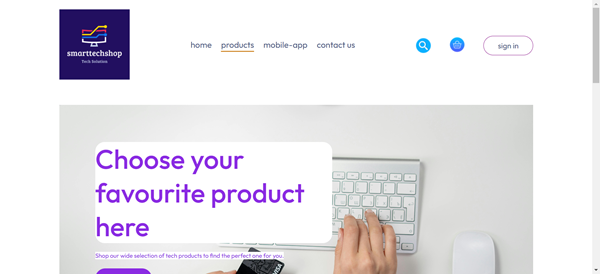 smarttechshop
Tech Solution
home products mobile-app contact us
sign in
Choose your
favourite product
here
Shop our wide selection of tech products to find the perfect one for you.